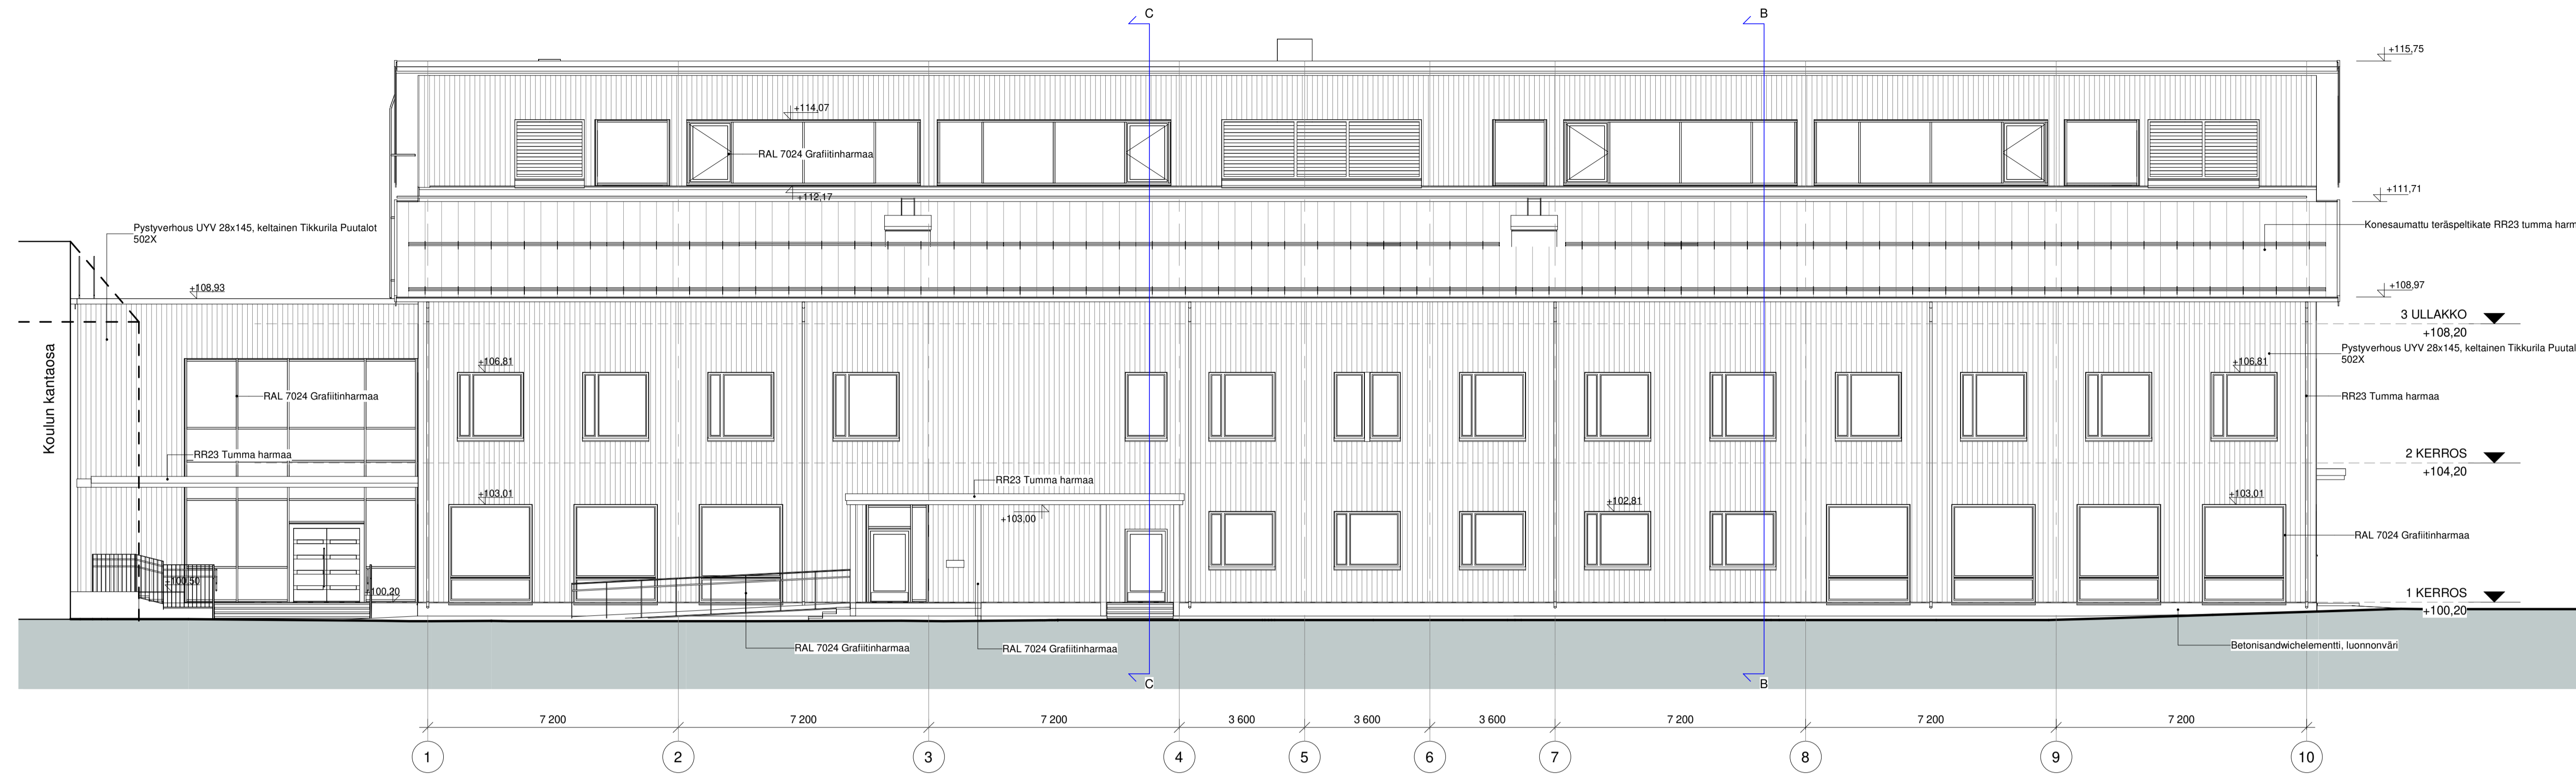 C
B
+115,75
+114,07
RAL 7024 Grafiitinharmaa
+112,17
+111,71
Pystyverhous UYV 28x145, keltainen Tikkurila Puutalot
502X
Konesaumattu teräspeltikate RR23 tumma harm
+108,93
+108,97
3 ULLAKKO
+108,20
Pystyverhous UYV 28x145, keltainen Tikkurila Puutal
502X
+106,81
+106,81
Koulun kantaosa
RAL 7024 Grafiitinharmaa
RR23 Tumma harmaa
RR23 Tumma harmaa
2 KERROS
+104,20
RR23 Tumma harmaa
+103,01
+103,00
+102,81
+103,01
RAL 7024 Grafiitinharmaa
+100,50
+100,20
1 KERROS
+100,20
RAL 7024 Grafiitinharmaa
RAL 7024 Grafiitinharmaa
Betonisandwichelementti, luonnonväri
C
B
7 200
7 200
7 200
3 600
3 600
3 600
7 200
7 200
7 200
1
2
3
4
5
6
7
8
9
10